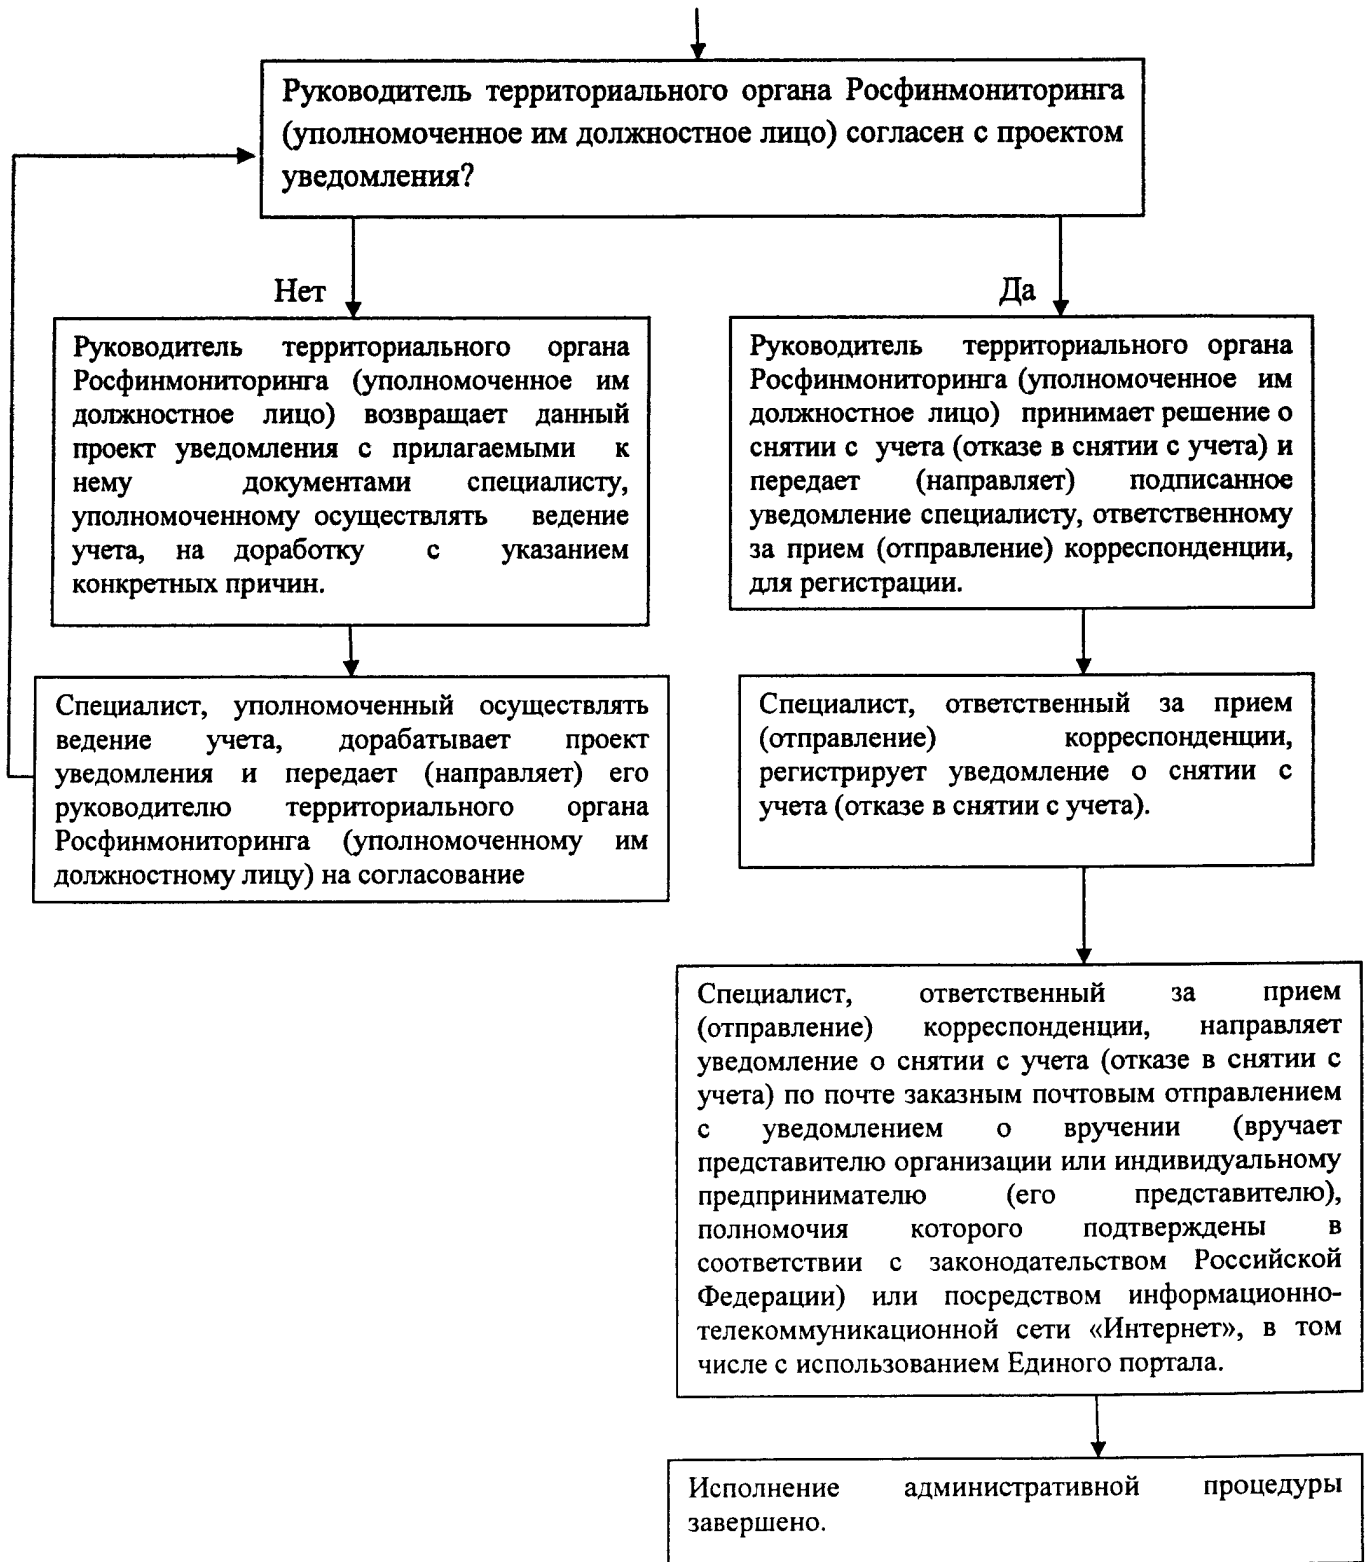 Руководитель территориального органа Росфинмониторинга
(уполномоченное им должностное лицо) согласен с проектом
уведомления?
Нет
Да
Руководитель территориального органа
Росфинмониторинга (уполномоченное им
должностное лицо) возвращает данный
проект уведомления с прилагаемыми к
нему документами специалисту,
уполномоченному осуществлять ведение
учета, на доработку с указанием
конкретных причин.
Руководитель территориального органа
Росфинмониторинга (уполномоченное им
должностное лицо) принимает решение о
снятии с учета (отказе в снятии с учета) и
передает (направляет) подписанное
уведомление специалисту, ответственному
за прием (отправление) корреспонденции,
для регистрации.
Специалист, уполномоченный осуществлять
ведение учета, дорабатывает проект
уведомления и передает (направляет) его
руководителю территориального органа
Росфинмониторинга (уполномоченному им
должностному лицу) на согласование
Специалист, ответственный за прием
(отправление) корреспонденции,
регистрирует уведомление о снятии с
учета (отказе в снятии с учета).
Специалист, ответственный за прием
(отправление) корреспонденции, направляет
уведомление о снятии с учета (отказе в снятии с
учета) по почте заказным почтовым отправлением
с уведомлением о вручении (вручает
представителю организации или индивидуальному
предпринимателю (его представителю),
полномочия которого подтверждены в
соответствии с законодательством Российской
Федерации) или посредством информационно-
телекоммуникационной сети «Интернет», в том
числе с использованием Единого портала.
Исполнение административной процедуры
завершено.